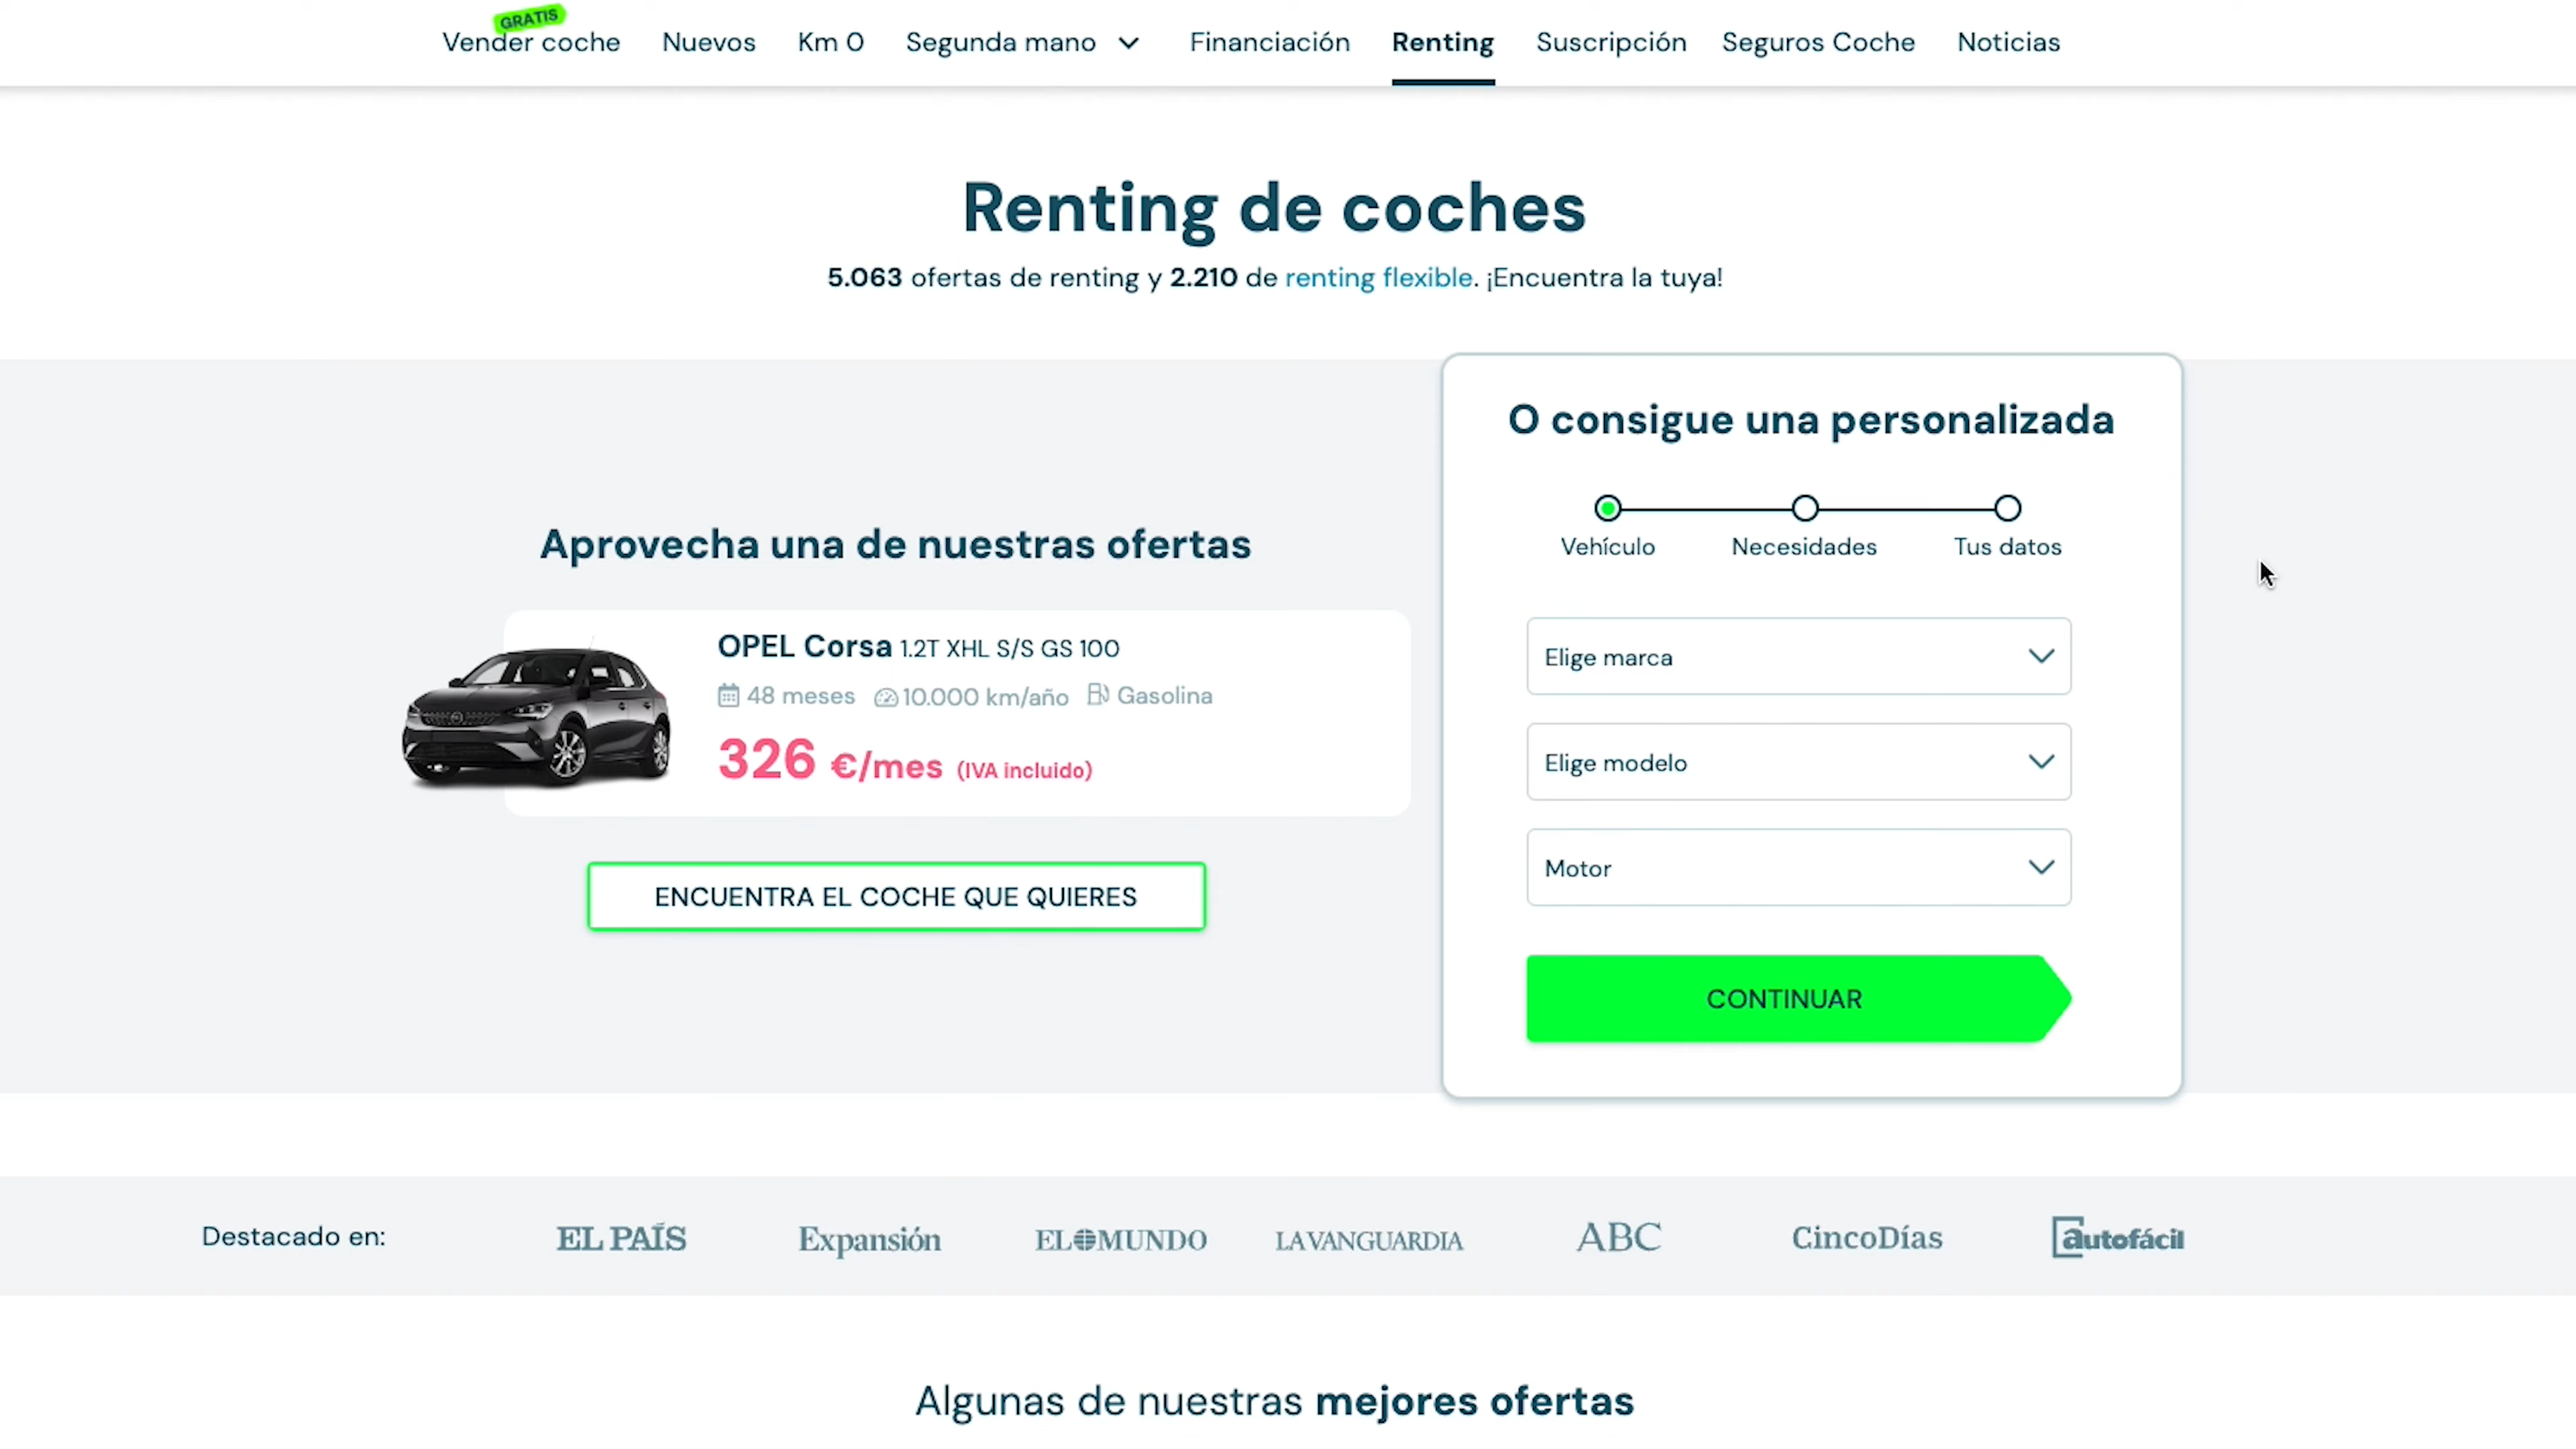 GRATIS
Vender coche Nuevos Km 0 Segunda mano Financiación Renting Suscripción Seguros Coche Noticias
Renting de coches
5.063 ofertas de renting y 2.210 de renting flexible. ¡Encuentra la tuya!
Aprovecha una de nuestras ofertas
OPEL Corsa 1.2T XHL S/S GS 100
48 meses 10.000 km/año Gasolina
326 €/mes (IVA incluido)
ENCUENTRA EL COCHE QUE QUIERES
O consigue una personalizada
Vehículo Necesidades Tus datos
Elige marca
Elige modelo
Motor
CONTINUAR
Destacado en: EL PAÍS Expansión EL MUNDO LA VANGUARDIA ABC CincoDías autofácil
Algunas de nuestras mejores ofertas